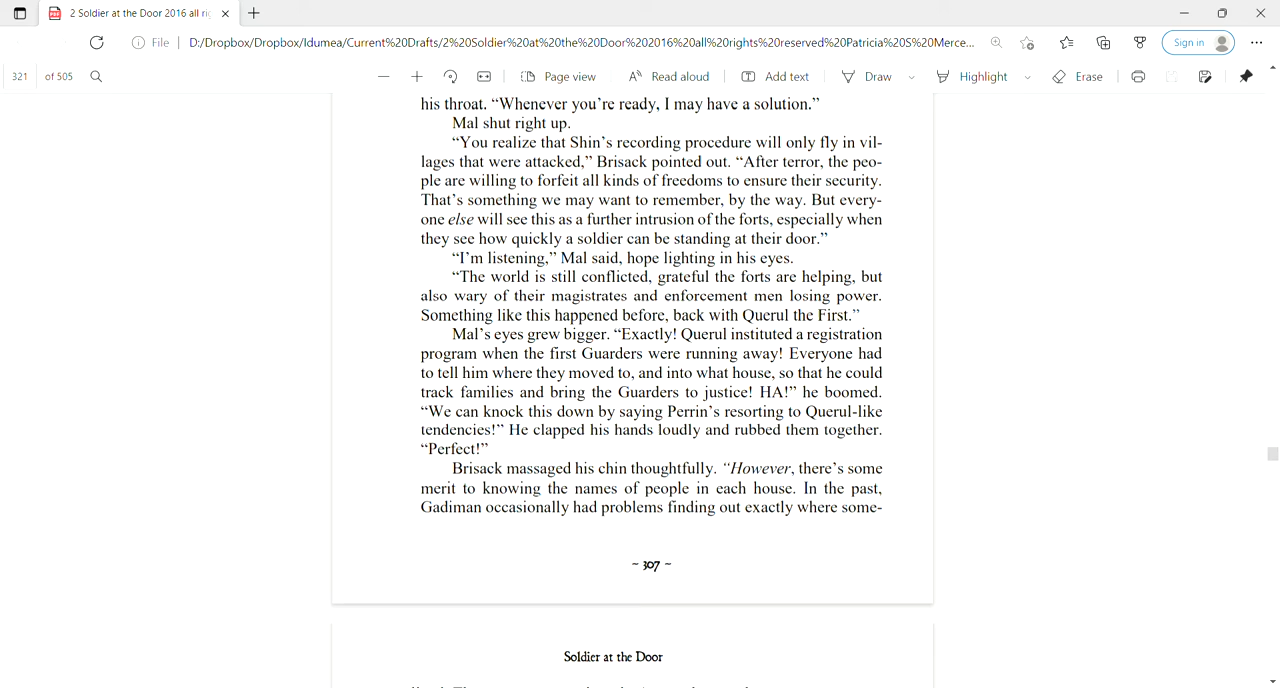 2 Soldier at the Door 2016 all ri
File
D:/Dropbox/Dropbox/Idumea/Current%20Drafts/2%20Soldier%20at%20the%20Door%202016%20all%20rights%20reserved%20Patricia%20S%20Merce...
Sign in
321 of 505
Page view
Read aloud
Add text
Draw
Highlight
Erase
his throat. “Whenever you’re ready, I may have a solution.”
Mal shut right up.
“You realize that Shin’s recording procedure will only fly in vil-
lages that were attacked,” Brisack pointed out. “After terror, the peo-
ple are willing to forfeit all kinds of freedoms to ensure their security.
That’s something we may want to remember, by the way. But every-
one else will see this as a further intrusion of the forts, especially when
they see how quickly a soldier can be standing at their door.”
“I’m listening,” Mal said, hope lighting in his eyes.
“The world is still conflicted, grateful the forts are helping, but
also wary of their magistrates and enforcement men losing power.
Something like this happened before, back with Querul the First.”
Mal’s eyes grew bigger. “Exactly! Querul instituted a registration
program when the first Guarders were running away! Everyone had
to tell him where they moved to, and into what house, so that he could
track families and bring the Guarders to justice! HA!” he boomed.
“We can knock this down by saying Perrin’s resorting to Querul-like
tendencies!” He clapped his hands loudly and rubbed them together.
“Perfect!”
Brisack massaged his chin thoughtfully. “However, there’s some
merit to knowing the names of people in each house. In the past,
Gadiman occasionally had problems finding out exactly where some-
~ 307 ~
Soldier at the Door